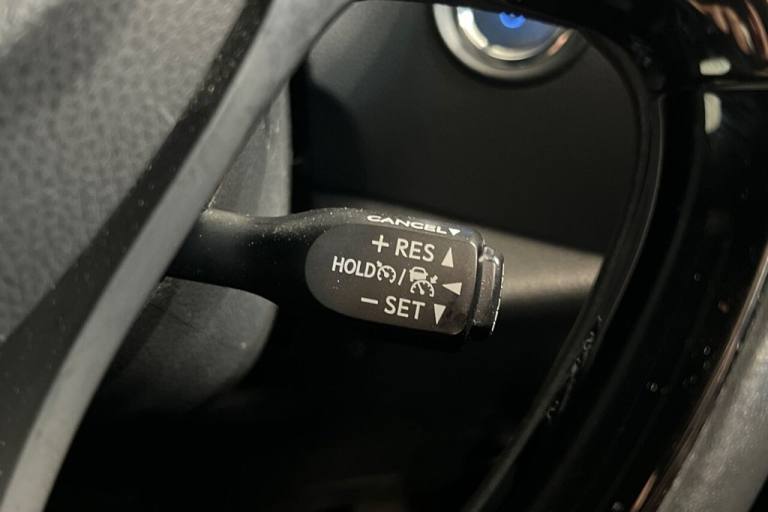 CANCEL▼
+ RES ▲
HOLD / ◀
− SET ▼